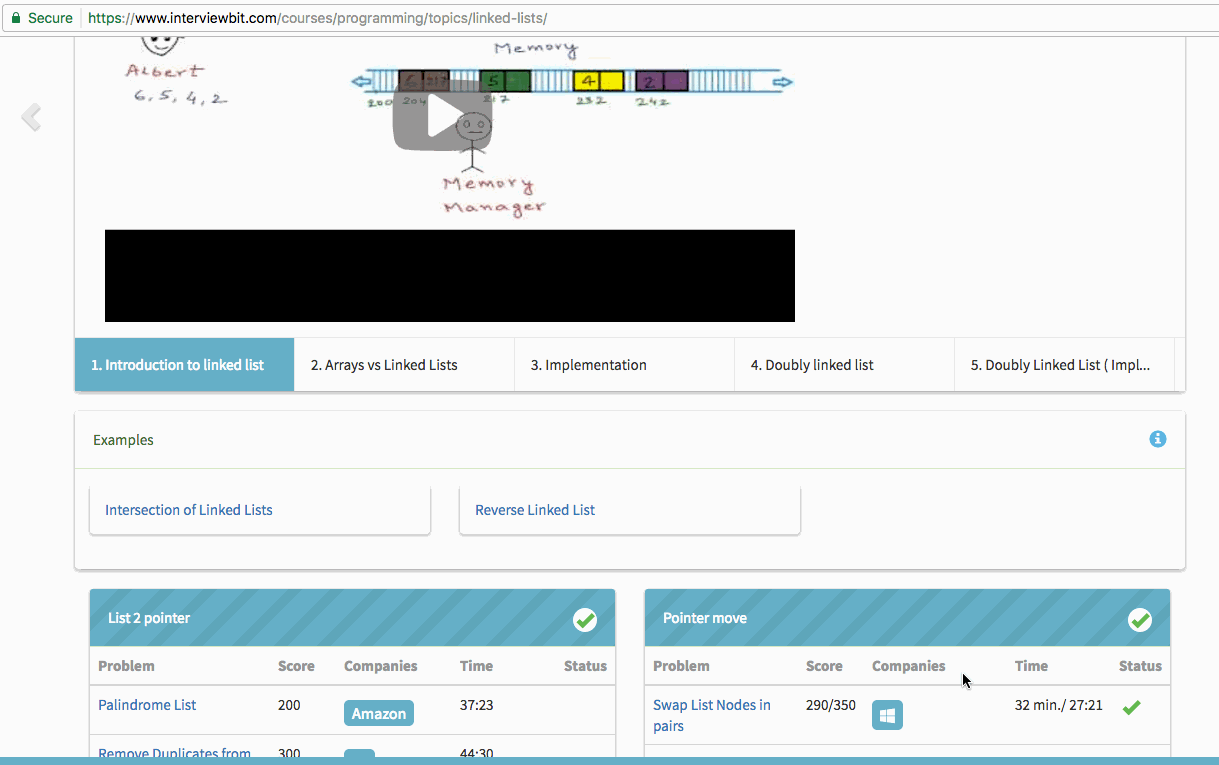 Secure https://www.interviewbit.com/courses/programming/topics/linked-lists/
Memory
Albert
6, 5, 4, 2
6 217 5 4 2
200 204 217 232 242
Memory
Manager
1. Introduction to linked list 2. Arrays vs Linked Lists 3. Implementation 4. Doubly linked list 5. Doubly Linked List ( Impl...
Examples
Intersection of Linked Lists Reverse Linked List
List 2 pointer
Problem Score Companies Time Status
Palindrome List 200 Amazon 37:23
Remove Duplicates from 300 44:30
Pointer move
Problem Score Companies Time Status
Swap List Nodes in pairs 290/350 32 min./ 27:21